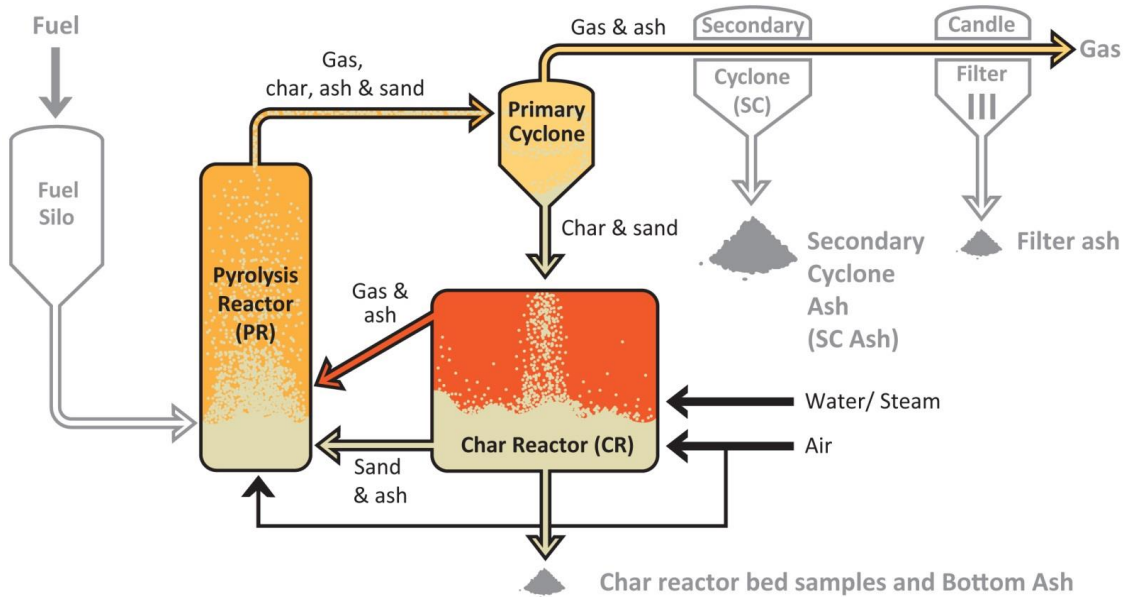 Fuel
Fuel
Silo
Gas,
char, ash & sand
Pyrolysis
Reactor
(PR)
Primary
Cyclone
Gas & ash
Secondary
Cyclone
(SC)
Candle
Filter
Gas
Char & sand
Secondary
Cyclone
Ash
(SC Ash)
Filter ash
Gas &
ash
Char Reactor (CR)
Water/ Steam
Air
Sand
& ash
Char reactor bed samples and Bottom Ash